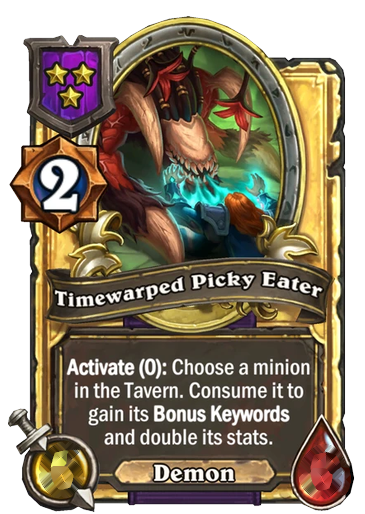 2
Timewarped Picky Eater
Activate (0): Choose a minion
in the Tavern. Consume it to
gain its Bonus Keywords
and double its stats.
Demon